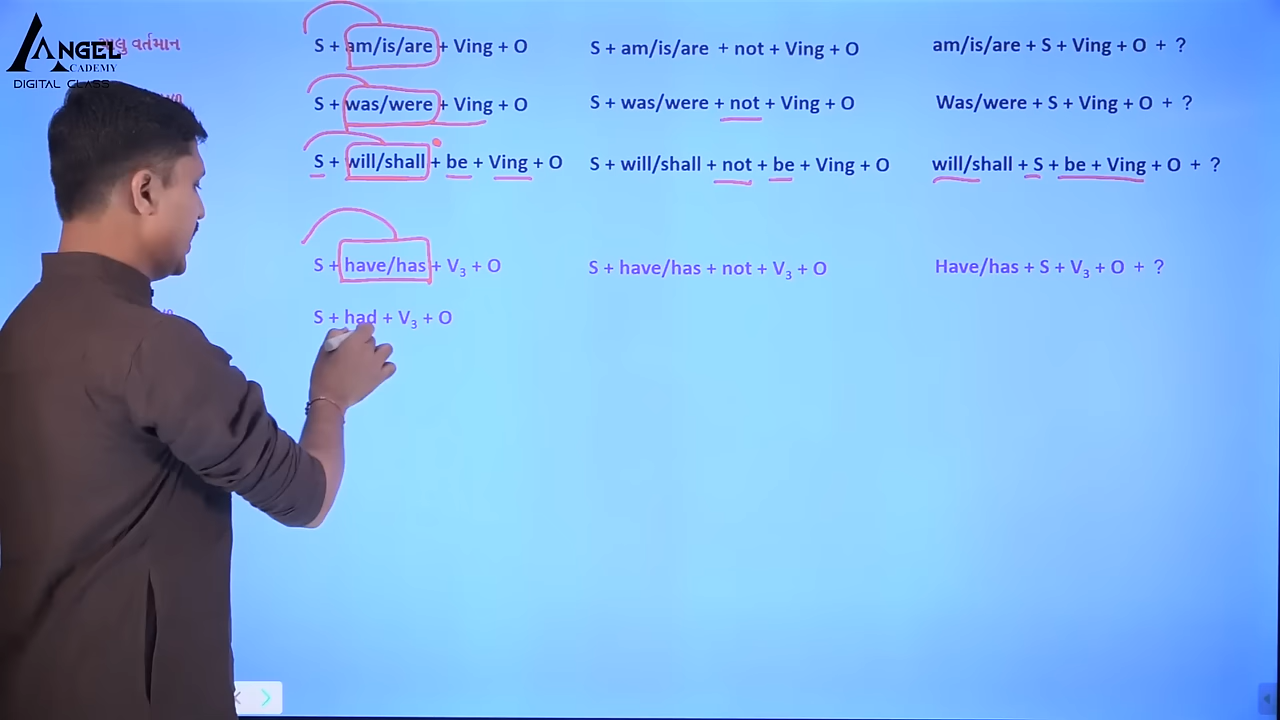 ANGEL
ACADEMY
DIGITAL CLASS
ચાલુ વર્તમાન
S + am/is/are + Ving + O
S + am/is/are + not + Ving + O
am/is/are + S + Ving + O + ?
S + was/were + Ving + O
S + was/were + not + Ving + O
Was/were + S + Ving + O + ?
S + will/shall + be + Ving + O
S + will/shall + not + be + Ving + O
will/shall + S + be + Ving + O + ?
S + have/has + V₃ + O
S + have/has + not + V₃ + O
Have/has + S + V₃ + O + ?
S + had + V₃ + O